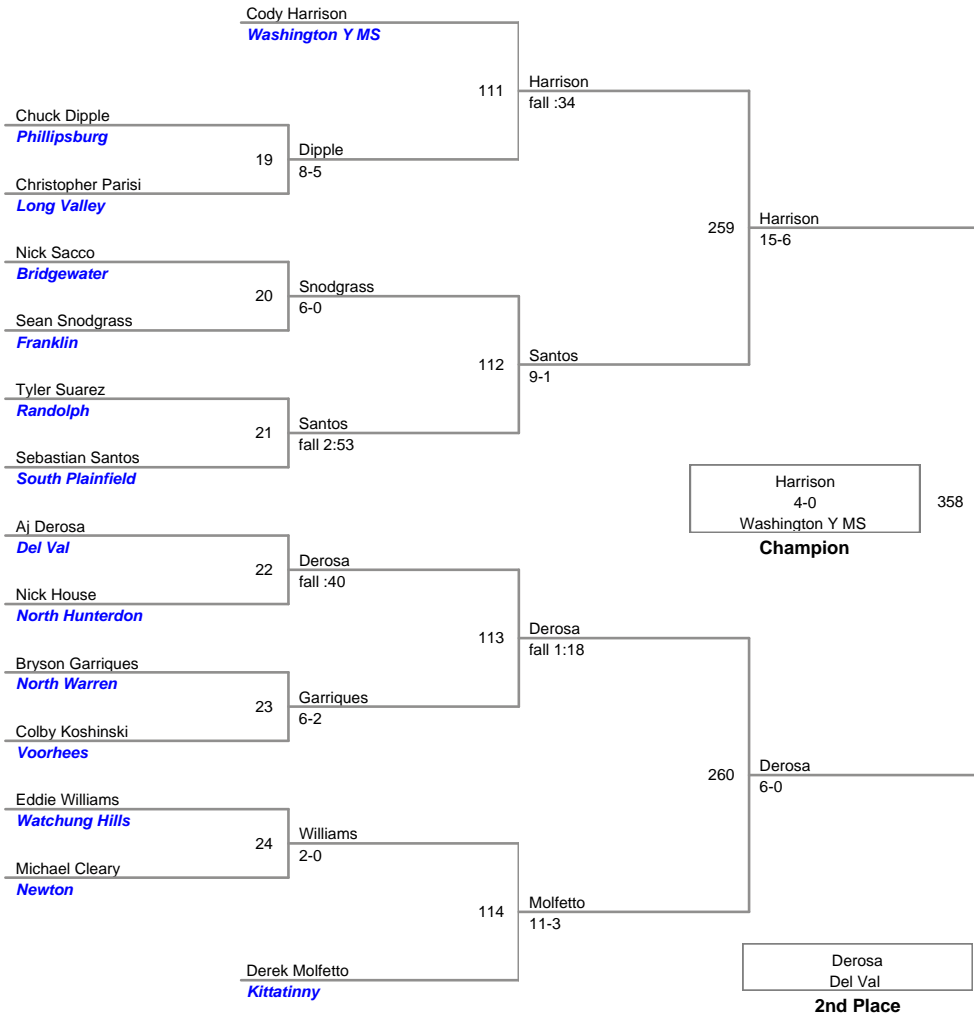 Cody Harrison
Washington Y MS
111
Harrison
fall :34
Chuck Dipple
Phillipsburg
19
Dipple
8-5
Christopher Parisi
Long Valley
259
Harrison
15-6
Nick Sacco
Bridgewater
20
Snodgrass
6-0
Sean Snodgrass
Franklin
112
Santos
9-1
Tyler Suarez
Randolph
21
Santos
fall 2:53
Sebastian Santos
South Plainfield
Harrison
4-0
Washington Y MS
358
Champion
Aj Derosa
Del Val
22
Derosa
fall :40
Nick House
North Hunterdon
113
Derosa
fall 1:18
Bryson Garriques
North Warren
23
Garriques
6-2
Colby Koshinski
Voorhees
260
Derosa
6-0
Eddie Williams
Watchung Hills
24
Williams
2-0
Michael Cleary
Newton
114
Molfetto
11-3
Derek Molfetto
Kittatinny
Derosa
Del Val
2nd Place